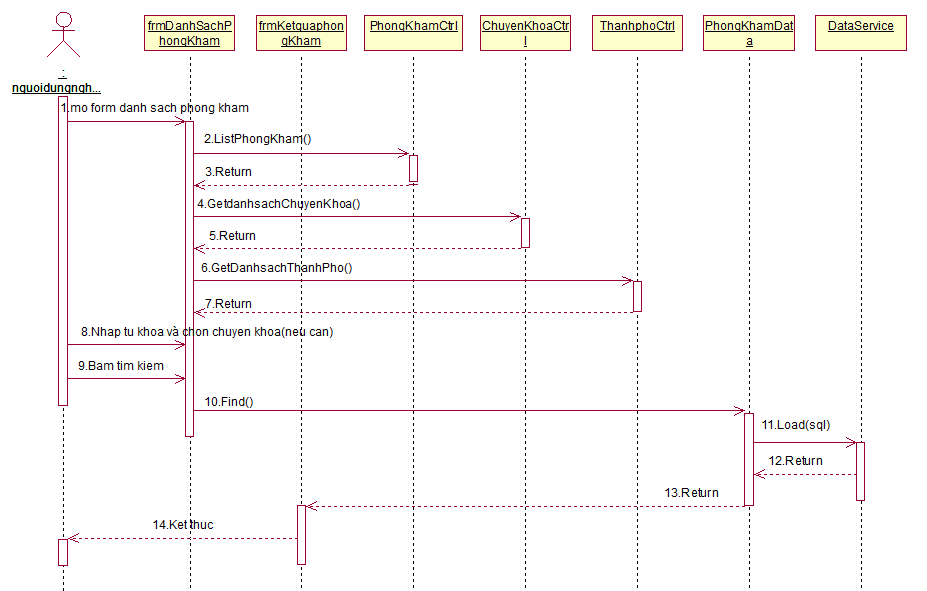 frmDanhSachP
hongKham
frmKetquaphon
gKham
PhongKhamCtrl
ChuyenKhoaCtr
l
ThanhphoCtrl
PhongKhamDat
a
DataService
:
nguoidungngh...
1.mo form danh sach phong kham
2.ListPhongKham()
3.Return
4.GetdanhsachChuyenKhoa()
5.Return
6.GetDanhsachThanhPho()
7.Return
8.Nhap tu khoa và chon chuyen khoa(neu can)
9.Bam tim kiem
10.Find()
11.Load(sql)
12.Return
13.Return
14.Ket thuc